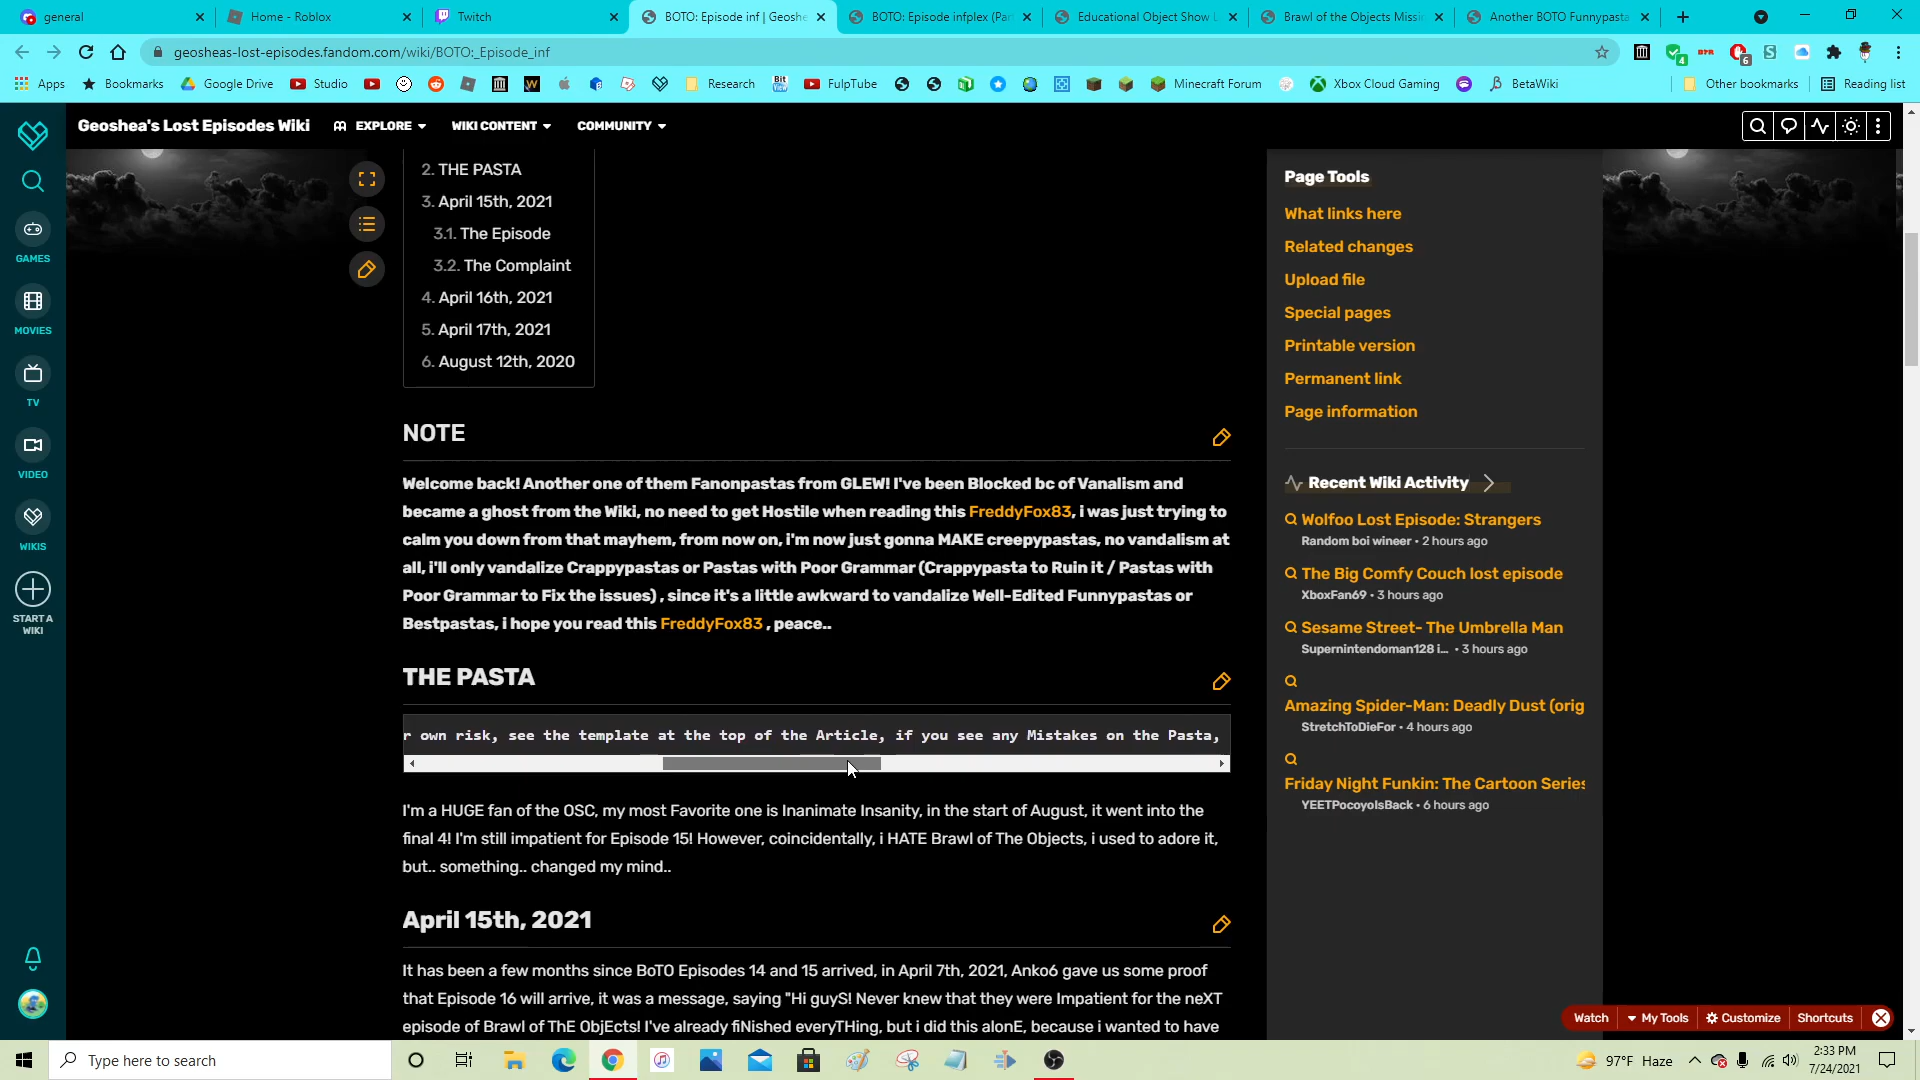 general
Home - Roblox
Twitch
BOTO: Episode inf | Geoshe
BOTO: Episode infplex (Par
Educational Object Show L
Brawl of the Objects Missi
Another BOTO Funnypasta
geosheas-lost-episodes.fandom.com/wiki/BOTO:_Episode_inf
Apps
Bookmarks
Google Drive
Studio
Research
FulpTube
Minecraft Forum
Xbox Cloud Gaming
BetaWiki
Other bookmarks
Reading list
Geoshea's Lost Episodes Wiki
EXPLORE
WIKI CONTENT
COMMUNITY
GAMES
MOVIES
TV
VIDEO
WIKIS
START A
WIKI
2. THE PASTA
3. April 15th, 2021
3.1. The Episode
3.2. The Complaint
4. April 16th, 2021
5. April 17th, 2021
6. August 12th, 2020
NOTE
Welcome back! Another one of them Fanonpastas from GLEW! I've been Blocked bc of Vanalism and
became a ghost from the Wiki, no need to get Hostile when reading this FreddyFox83, i was just trying to
calm you down from that mayhem, from now on, i'm now just gonna MAKE creepypastas, no vandalism at
all, i'll only vandalize Crappypastas or Pastas with Poor Grammar (Crappypasta to Ruin it / Pastas with
Poor Grammar to Fix the issues) , since it's a little awkward to vandalize Well-Edited Funnypastas or
Bestpastas, i hope you read this FreddyFox83 , peace..
THE PASTA
r own risk, see the template at the top of the Article, if you see any Mistakes on the Pasta,
I'm a HUGE fan of the OSC, my most Favorite one is Inanimate Insanity, in the start of August, it went into the
final 4! I'm still impatient for Episode 15! However, coincidentally, i HATE Brawl of The Objects, i used to adore it,
but.. something.. changed my mind..
April 15th, 2021
It has been a few months since BoTO Episodes 14 and 15 arrived, in April 7th, 2021, Anko6 gave us some proof
that Episode 16 will arrive, it was a message, saying "Hi guyS! Never knew that they were Impatient for the neXT
episode of Brawl of ThE ObjEcts! I've already fiNished everyTHing, but i did this alonE, because i wanted to have
Page Tools
What links here
Related changes
Upload file
Special pages
Printable version
Permanent link
Page information
Recent Wiki Activity
Wolfoo Lost Episode: Strangers
Random boi wineer • 2 hours ago
The Big Comfy Couch lost episode
XboxFan69 • 3 hours ago
Sesame Street- The Umbrella Man
Supernintendoman128 i... • 3 hours ago
Amazing Spider-Man: Deadly Dust (orig
StretchToDieFor • 4 hours ago
Friday Night Funkin: The Cartoon Series
YEETPocoyoIsBack • 6 hours ago
Watch
My Tools
Customize
Shortcuts
Type here to search
97°F Haze
2:33 PM
7/24/2021